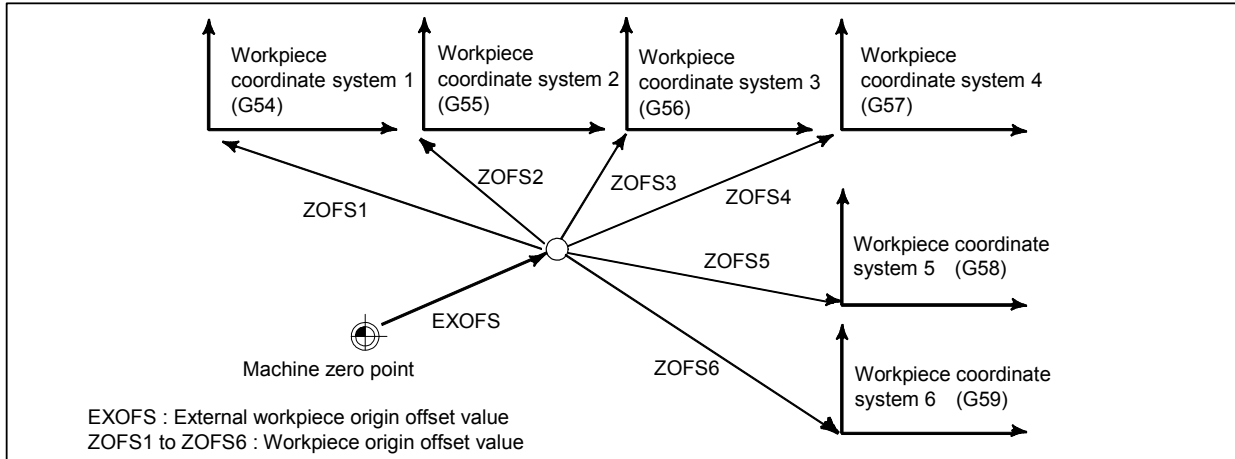 Workpiece
coordinate system 1
(G54)
Workpiece
coordinate system 2
(G55)
Workpiece
coordinate system 3
(G56)
Workpiece
coordinate system 4
(G57)
ZOFS1
ZOFS2
ZOFS3
ZOFS4
ZOFS5
Workpiece coordinate
system 5 (G58)
EXOFS
Machine zero point
ZOFS6
Workpiece coordinate
system 6 (G59)
EXOFS : External workpiece origin offset value
ZOFS1 to ZOFS6 : Workpiece origin offset value